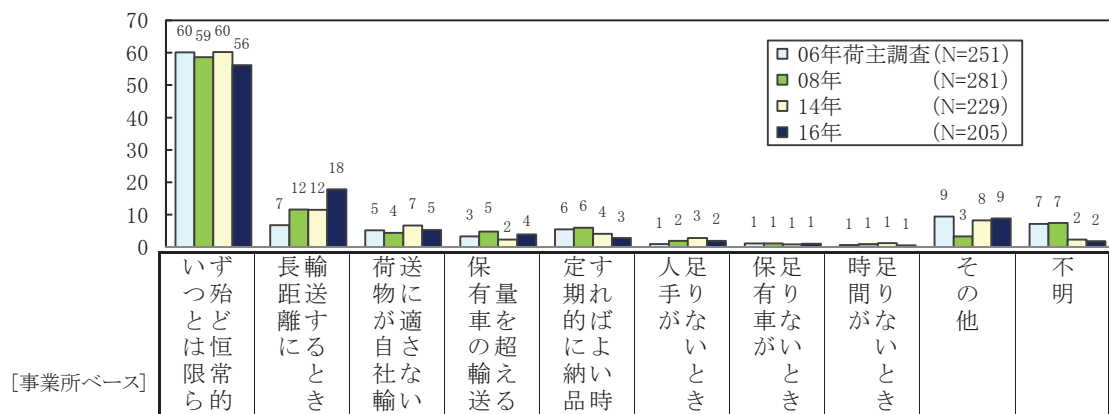 70
60
50
40
30
20
10
0
60 59 60 56
7 12 12 18
5 4 7 5
3 5 2 4
6 6 4 3
1 2 3 2
1 1 1 1
1 1 1 1
9 3 8 9
7 7 2 2
06年荷主調査(N=251)
08年 (N=281)
14年 (N=229)
16年 (N=205)
[事業所ベース]
ず殆ど恒常的
いつとは限ら
輸送するとき
長距離に
送に適さない
荷物が自社輸
量を超える
保有車の輸送
すればよい時
定期的に納品
足りないとき
人手が
足りないとき
保有車が
足りないとき
時間が
その他
不明